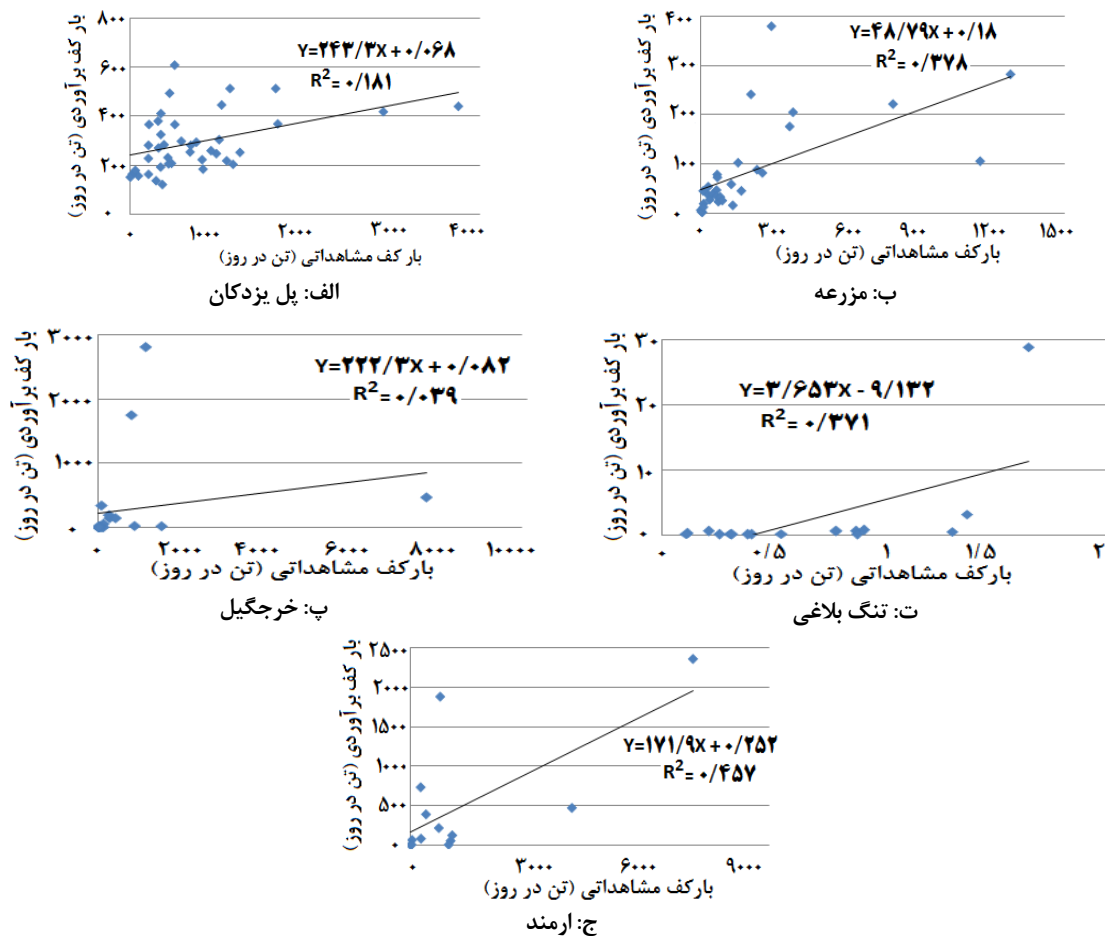 بار کف برآوردی (تن در روز)
۸۰۰
۶۰۰
۴۰۰
۲۰۰
۰
Y=۲۴۳/۳X + ۰/۰۶۸
R²= ۰/۱۸۱
۰ ۱۰۰۰ ۲۰۰۰ ۳۰۰۰ ۴۰۰۰
بار کف مشاهداتی (تن در روز)
الف: پل یزدکان
بار کف برآوردی (تن در روز)
۴۰۰
۳۰۰
۲۰۰
۱۰۰
۰
Y=۴۸/۷۹X + ۰/۱۸
R²= ۰/۳۷۸
۰ ۳۰۰ ۶۰۰ ۹۰۰ ۱۲۰۰ ۱۵۰۰
بارکف مشاهداتی (تن در روز)
ب: مزرعه
بار کف برآوردی (تن در روز)
۳۰۰۰
۲۰۰۰
۱۰۰۰
۰
Y=۲۲۲/۳X + ۰/۰۸۲
R²= ۰/۰۳۹
۰ ۲۰۰۰ ۴۰۰۰ ۶۰۰۰ ۸۰۰۰ ۱۰۰۰۰
بارکف مشاهداتی (تن در روز)
پ: خرجگیل
بار کف برآوردی (تن در روز)
۳۰
۲۰
۱۰
۰
Y=۳/۶۵۳X - ۹/۱۳۲
R²= ۰/۳۷۱
۰ ۰/۵ ۱ ۱/۵ ۲
بارکف مشاهداتی (تن در روز)
ت: تنگ بلاغی
بار کف برآوردی (تن در روز)
۲۵۰۰
۲۰۰۰
۱۵۰۰
۱۰۰۰
۵۰۰
۰
Y=۱۷۱/۹X + ۰/۲۵۲
R²= ۰/۴۵۷
۰ ۳۰۰۰ ۶۰۰۰ ۹۰۰۰
بارکف مشاهداتی (تن در روز)
ج: ارمند